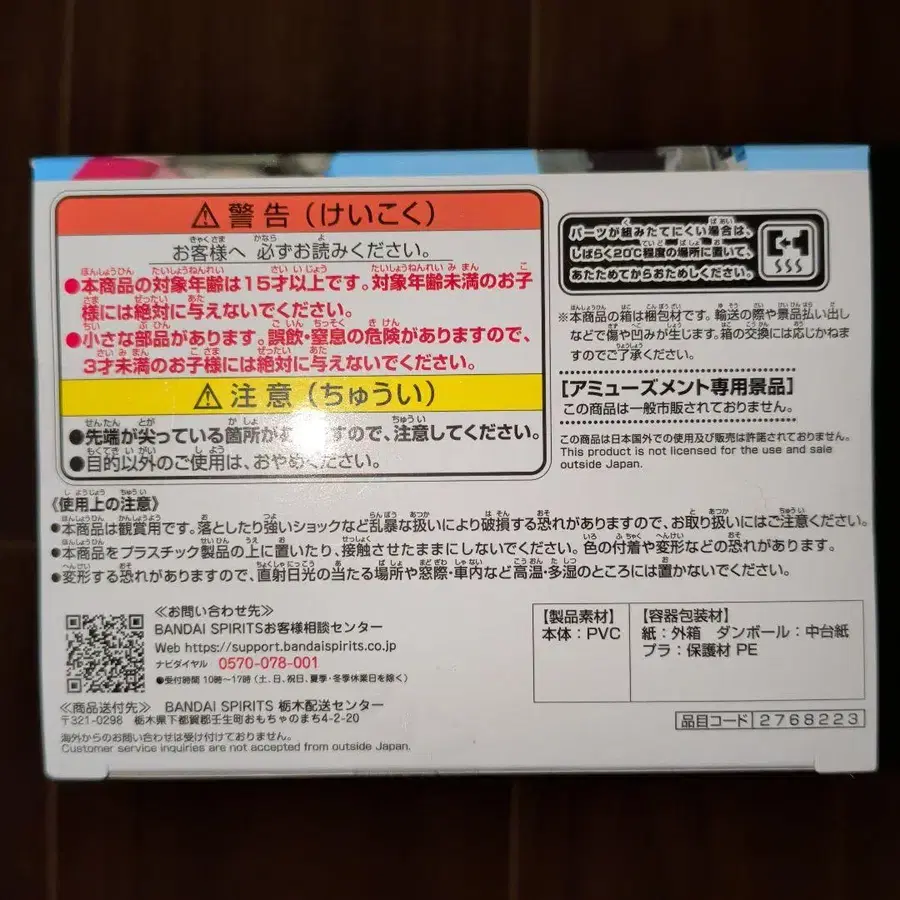 ⚠ 警告（けいこく）
お客様へ 必ずお読みください。
●本商品の対象年齢は15才以上です。対象年齢未満のお子
様には絶対に与えないでください。
●小さな部品があります。誤飲・窒息の危険がありますので、
3才未満のお子様には絶対に与えないでください。
⚠ 注意（ちゅうい）
●先端が尖っている箇所がありますので、注意してください。
●目的以外のご使用は、おやめください。
パーツが組みたてにくい場合は、
しばらく20℃程度の場所に置いて、
あたためてからおためしください。
※本商品の箱は梱包材です。輸送の際や景品払い出し
などで傷や凹みが生じます。箱の交換には応じかねま
すのでご了承ください。
[アミューズメント専用景品]
この商品は一般市販されておりません。
この商品は日本国外での使用及び販売は許諾されておりません。
This product is not licensed for the use and sale
outside Japan.
《使用上の注意》
●本商品は観賞用です。落としたり強いショックなど乱暴な扱いにより破損する恐れがありますので、お取り扱いにはご注意ください。
●本商品をプラスチック製品の上に置いたり、接触させたままにしないでください。色の付着や変形などの恐れがあります。
●変形する恐れがありますので、直射日光の当たる場所や窓際・車内など高温・多湿のところには置かないでください。
≪お問い合わせ先≫
BANDAI SPIRITSお客様相談センター
Web https://support.bandaispirits.co.jp
ナビダイヤル 0570-078-001
●受付時間 10時～17時（土、日、祝日、夏季・冬季休業日を除く）
≪商品送付先≫ BANDAI SPIRITS 栃木配送センター
〒321-0298 栃木県下都賀郡壬生町おもちゃのまち4-2-20
海外からのお問い合わせは受け付けておりません。
Customer service inquiries are not accepted from outside Japan.
【製品素材】
本体：PVC
【容器包装材】
紙：外箱 ダンボール：中台紙
プラ：保護材 PE
品目コード 2768223